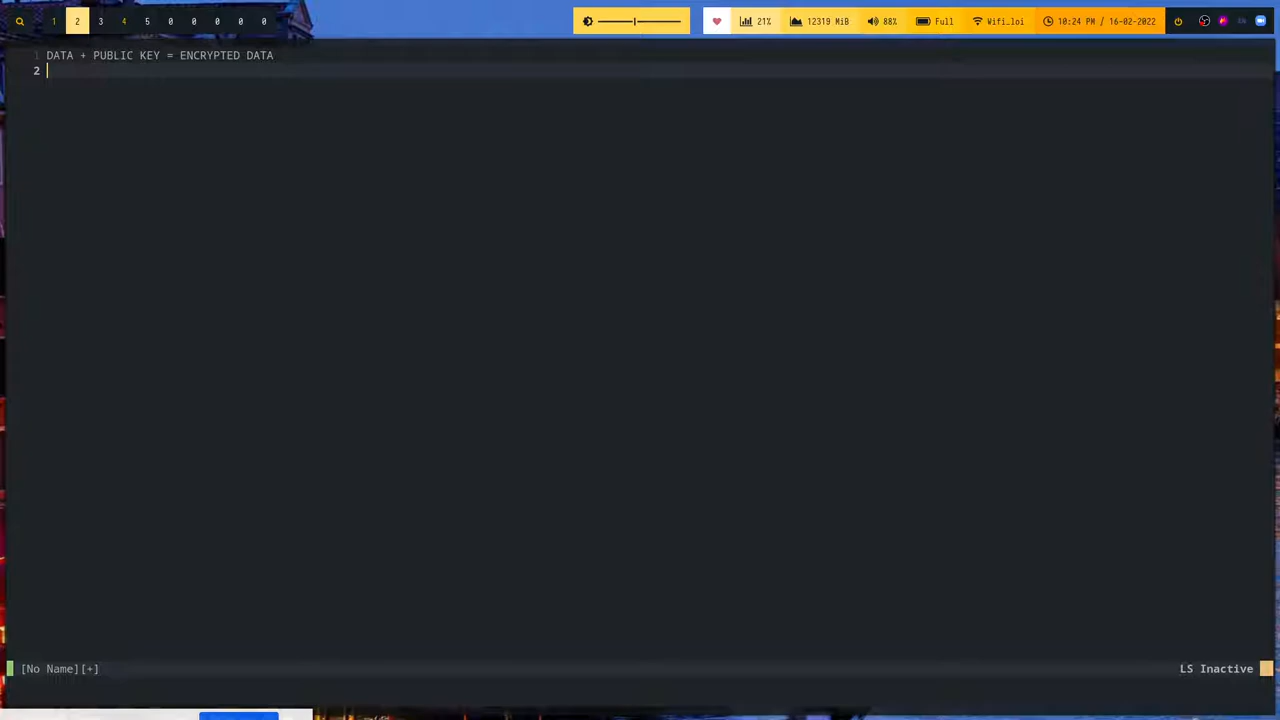 1 2 3 4 5 0 0 0 0 0 21% 12319 MiB 88% Full Wifi.loi 10:24 PM / 16-02-2022
1 DATA + PUBLIC KEY = ENCRYPTED DATA
2
[No Name][+] LS Inactive